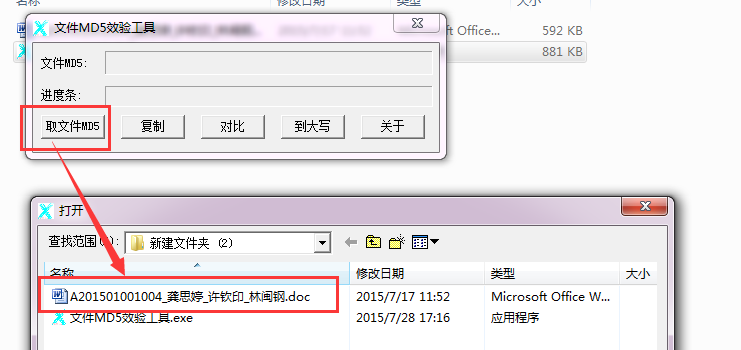 名称 修改日期 类型 大小
soft Office... 592 KB
881 KB
文件MD5效验工具
文件MD5:
进度条:
取文件MD5 复制 对比 到大写 关于
打开
查找范围(I): 新建文件夹 (2)
名称 修改日期 类型 大小
A201501001004_龚思婷_许钦印_林闽钢.doc 2015/7/17 11:52 Microsoft Office W...
文件MD5效验工具.exe 2015/7/28 17:16 应用程序